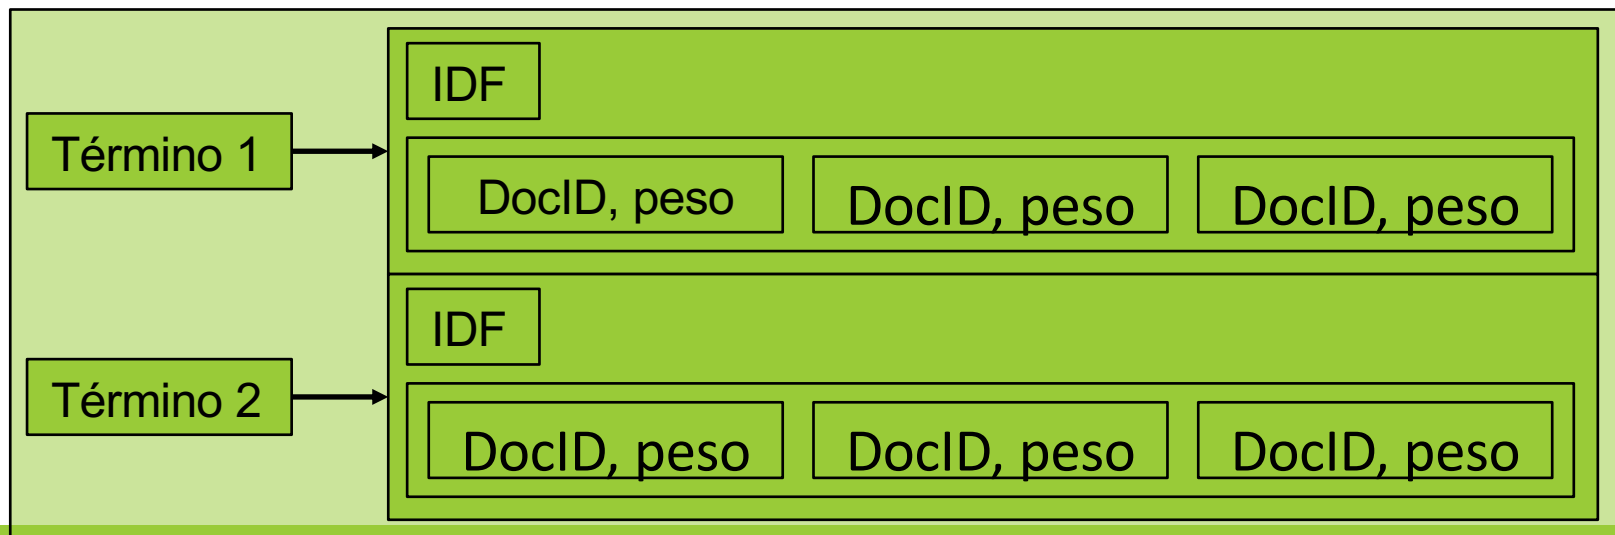 IDF
Término 1
DocID, peso DocID, peso DocID, peso
IDF
Término 2
DocID, peso DocID, peso DocID, peso